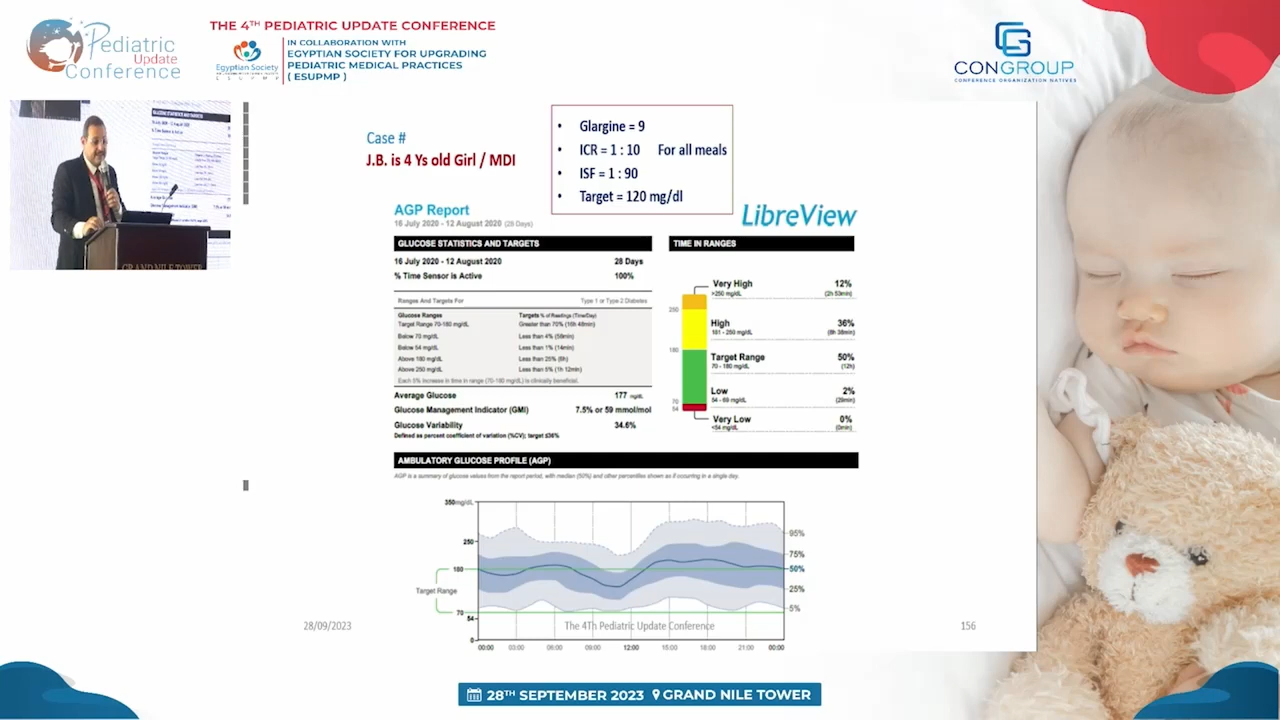 Pediatric
Update
Conference
THE 4TH PEDIATRIC UPDATE CONFERENCE
Egyptian Society
E S U P M P
IN COLLABORATION WITH
EGYPTIAN SOCIETY FOR UPGRADING
PEDIATRIC MEDICAL PRACTICES
( ESUPMP )
CONGROUP
CONFERENCE ORGANIZATION NATIVES
GRAND NILE TOWER
Case #
J.B. is 4 Ys old Girl / MDI
• Glargine = 9
• ICR = 1 : 10 For all meals
• ISF = 1 : 90
• Target = 120 mg/dl
AGP Report
16 July 2020 - 12 August 2020 (28 Days)
LibreView
GLUCOSE STATISTICS AND TARGETS
16 July 2020 - 12 August 2020 28 Days
% Time Sensor is Active 100%
Ranges And Targets For Type 1 or Type 2 Diabetes
Glucose Ranges Targets % of Readings (Time/Day)
Target Range 70-180 mg/dL Greater than 70% (16h 48min)
Below 70 mg/dL Less than 4% (58min)
Below 54 mg/dL Less than 1% (14min)
Above 180 mg/dL Less than 25% (6h)
Above 250 mg/dL Less than 5% (1h 12min)
Each 5% increase in time in range (70-180 mg/dL) is clinically beneficial.
Average Glucose 177 mg/dL
Glucose Management Indicator (GMI) 7.5% or 59 mmol/mol
Glucose Variability 34.6%
Defined as percent coefficient of variation (%CV); target ≤36%
TIME IN RANGES
250
180
70
54
Very High 12%
>250 mg/dL (2h 53min)
High 36%
181 - 250 mg/dL (8h 38min)
Target Range 50%
70 - 180 mg/dL (12h)
Low 2%
54 - 69 mg/dL (29min)
Very Low 0%
<54 mg/dL (0min)
AMBULATORY GLUCOSE PROFILE (AGP)
AGP is a summary of glucose values from the report period, with median (50%) and other percentiles shown as if occurring in a single day.
350 mg/dL
250
180
Target Range
70
54
0
95%
75%
50%
25%
5%
00:00 03:00 06:00 09:00 12:00 15:00 18:00 21:00 00:00
28/09/2023
The 4Th Pediatric Update Conference
156
28TH SEPTEMBER 2023 GRAND NILE TOWER